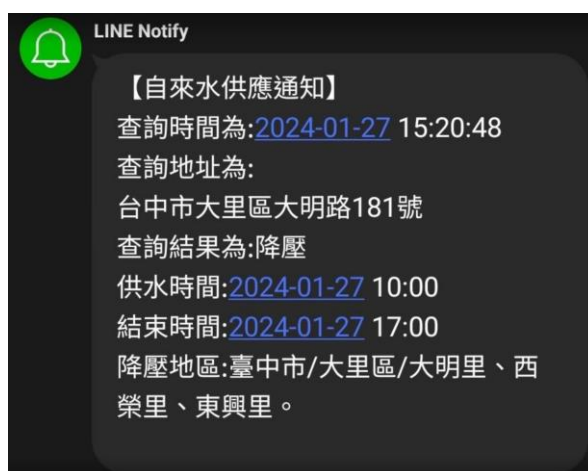 LINE Notify
【自來水供應通知】
查詢時間為:2024-01-27 15:20:48
查詢地址為:
台中市大里區大明路181號
查詢結果為:降壓
供水時間:2024-01-27 10:00
結束時間:2024-01-27 17:00
降壓地區:臺中市/大里區/大明里、西
榮里、東興里。